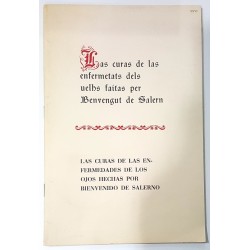 Las curas de las
enfermetats dels
uelhs faitas per
Benvengut de Salern
LAS CURAS DE LAS EN-
FERMEDADES DE LOS
OJOS HECHAS POR
BIENVENIDO DE SALERNO